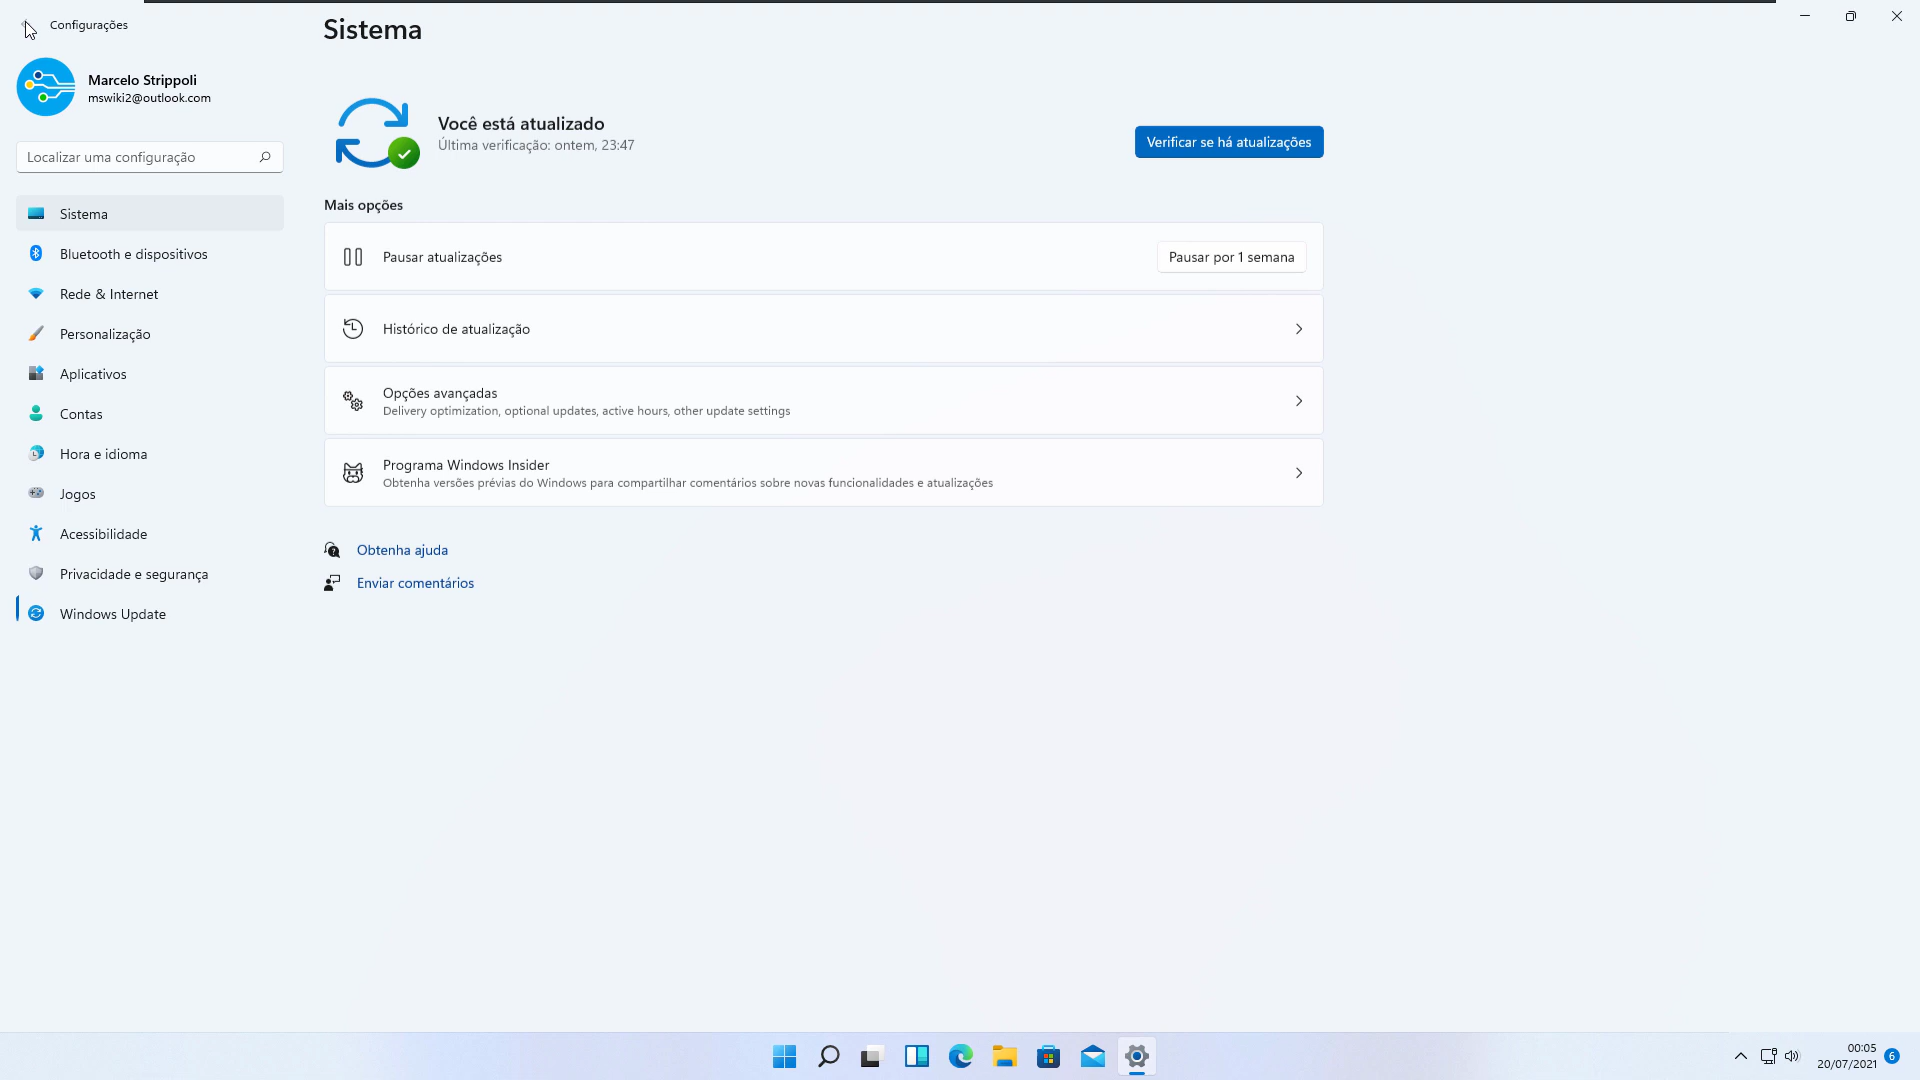 Configurações
Marcelo Strippoli
mswiki2@outlook.com
Localizar uma configuração
Sistema
Bluetooth e dispositivos
Rede & Internet
Personalização
Aplicativos
Contas
Hora e idioma
Jogos
Acessibilidade
Privacidade e segurança
Windows Update
Sistema
Você está atualizado
Última verificação: ontem, 23:47
Verificar se há atualizações
Mais opções
Pausar atualizações
Pausar por 1 semana
Histórico de atualização
Opções avançadas
Delivery optimization, optional updates, active hours, other update settings
Programa Windows Insider
Obtenha versões prévias do Windows para compartilhar comentários sobre novas funcionalidades e atualizações
Obtenha ajuda
Enviar comentários
00:05
20/07/2021
6